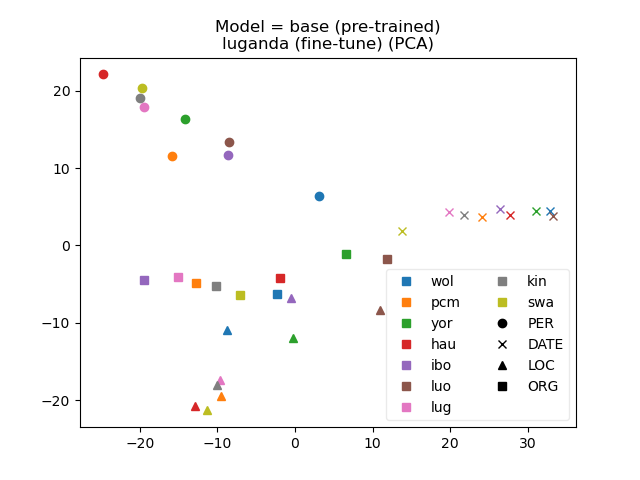 Model = base (pre-trained)
luganda (fine-tune) (PCA)
20
10
0
−10
−20
−20
−10
0
10
20
30
wol
pcm
yor
hau
ibo
luo
lug
kin
swa
PER
DATE
LOC
ORG